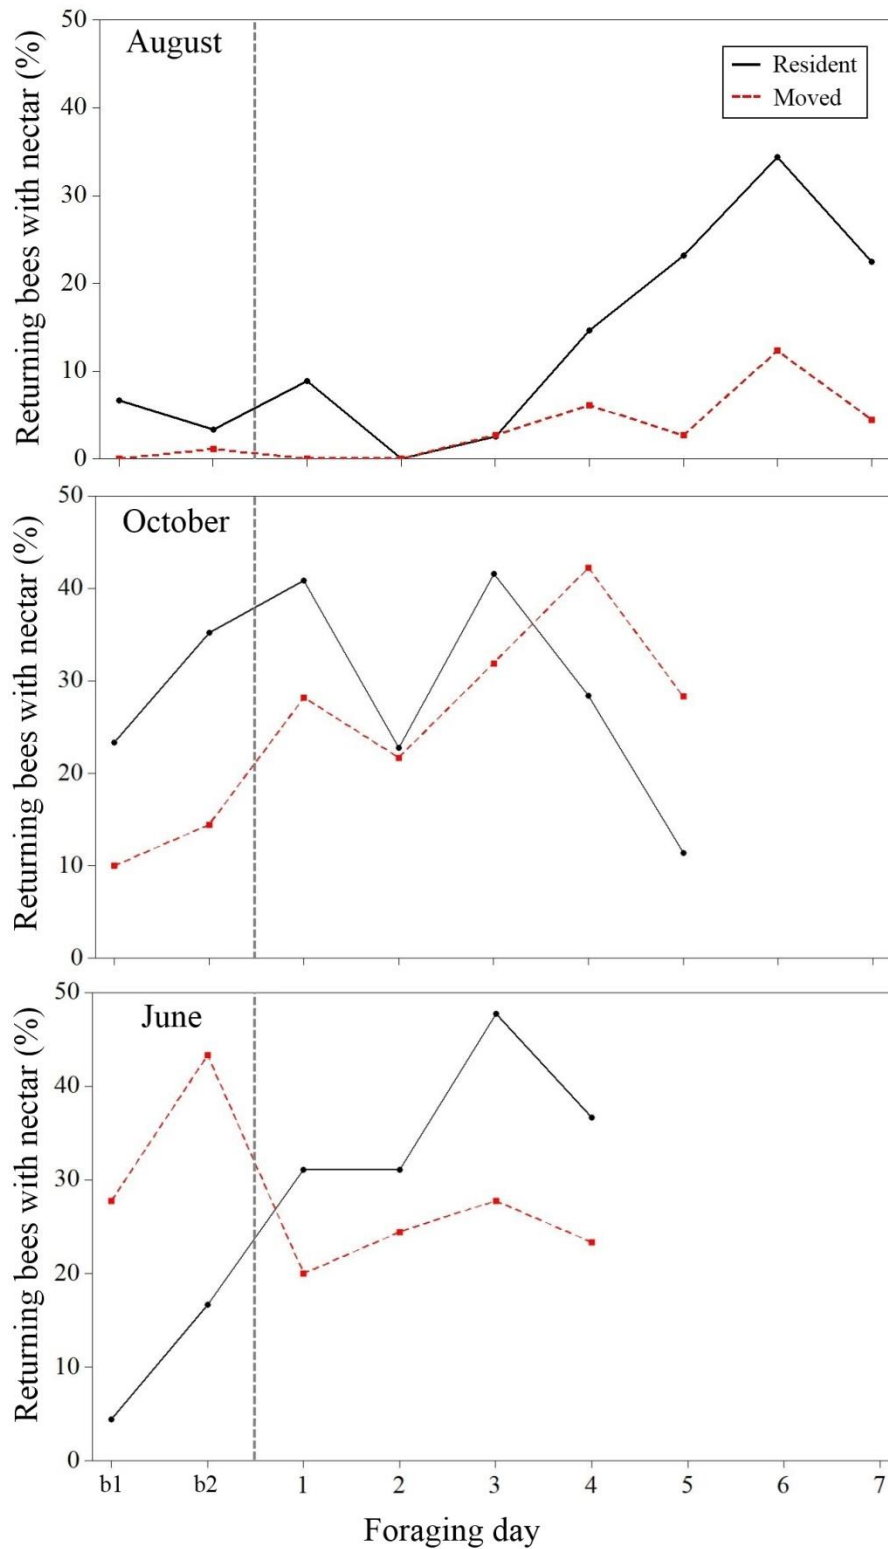 August
Resident
Moved
Returning bees with nectar (%)
50
40
30
20
10
0
October
Returning bees with nectar (%)
50
40
30
20
10
0
June
Returning bees with nectar (%)
50
40
30
20
10
0
b1 b2 1 2 3 4 5 6 7
Foraging day